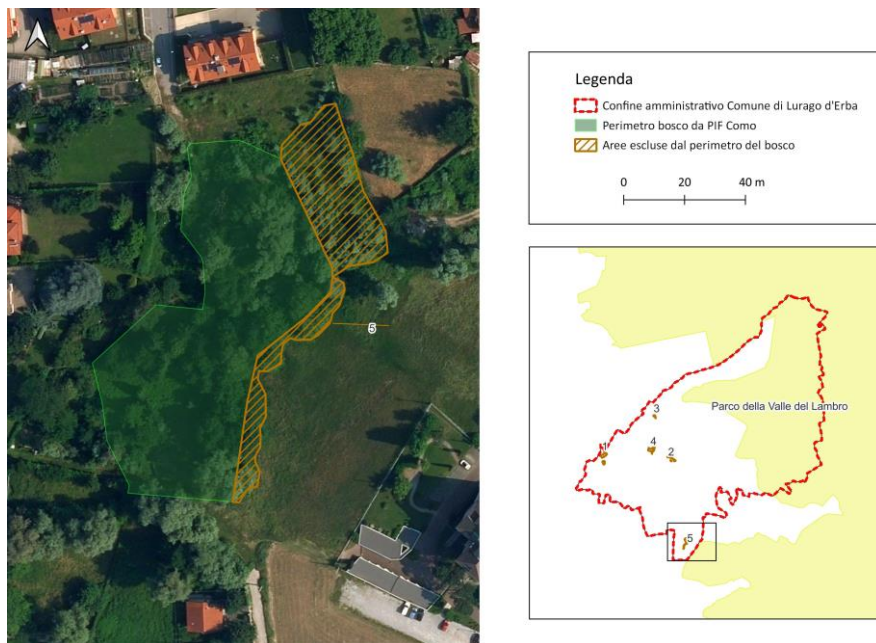 5
Legenda
Confine amministrativo Comune di Lurago d'Erba
Perimetro bosco da PIF Como
Aree escluse dal perimetro del bosco
0 20 40 m
Parco della Valle del Lambro
3
1
4
2
5